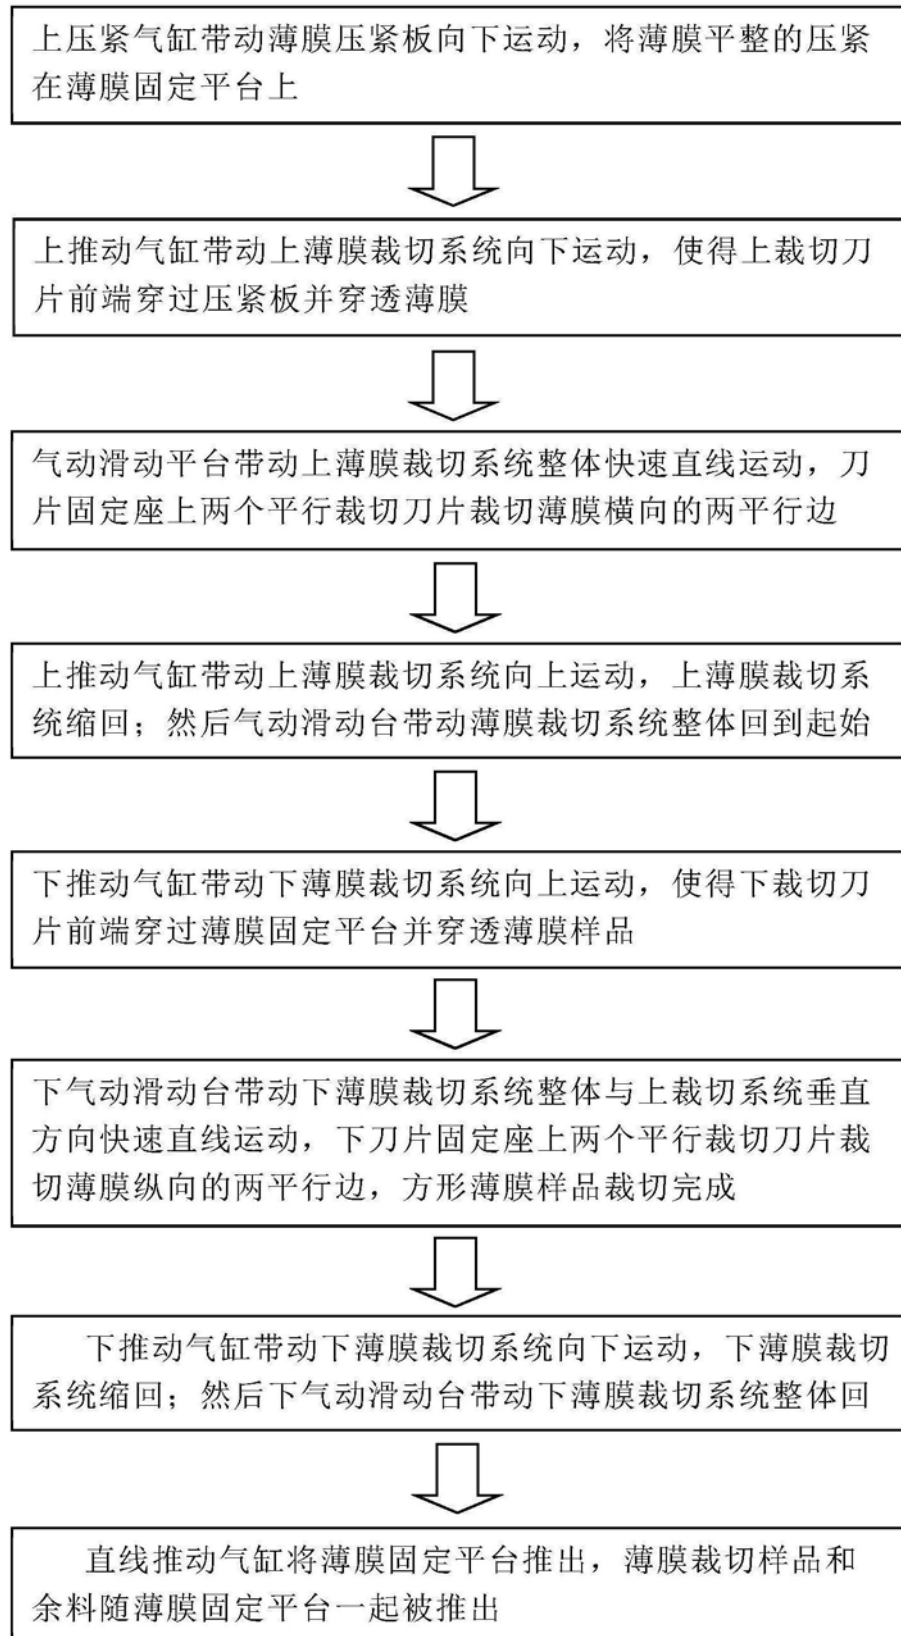 上压紧气缸带动薄膜压紧板向下运动，将薄膜平整的压紧
在薄膜固定平台上
上推动气缸带动上薄膜裁切系统向下运动，使得上裁切刀
片前端穿过压紧板并穿透薄膜
气动滑动平台带动上薄膜裁切系统整体快速直线运动，刀
片固定座上两个平行裁切刀片裁切薄膜横向的两平行边
上推动气缸带动上薄膜裁切系统向上运动，上薄膜裁切系
统缩回；然后气动滑动台带动薄膜裁切系统整体回到起始
下推动气缸带动下薄膜裁切系统向上运动，使得下裁切刀
片前端穿过薄膜固定平台并穿透薄膜样品
下气动滑动台带动下薄膜裁切系统整体与上裁切系统垂直
方向快速直线运动，下刀片固定座上两个平行裁切刀片裁
切薄膜纵向的两平行边，方形薄膜样品裁切完成
下推动气缸带动下薄膜裁切系统向下运动，下薄膜裁切
系统缩回；然后下气动滑动台带动下薄膜裁切系统整体回
直线推动气缸将薄膜固定平台推出，薄膜裁切样品和
余料随薄膜固定平台一起被推出